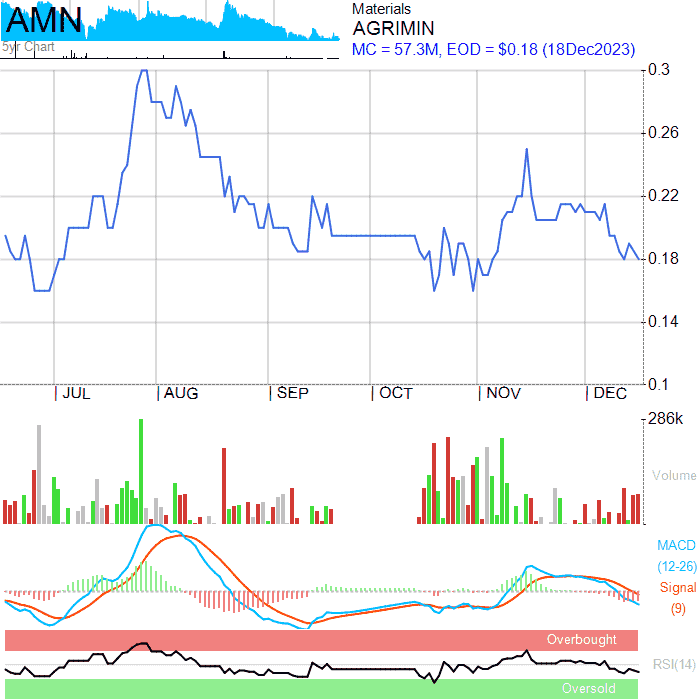 AMN
5yr Chart
Materials
AGRIMIN
MC = 57.3M, EOD = $0.18 (18Dec2023)
0.3
0.26
0.22
0.18
0.14
0.1
JUL AUG SEP OCT NOV DEC
286k
Volume
MACD
(12-26)
Signal
(9)
Overbought
RSI(14)
Oversold